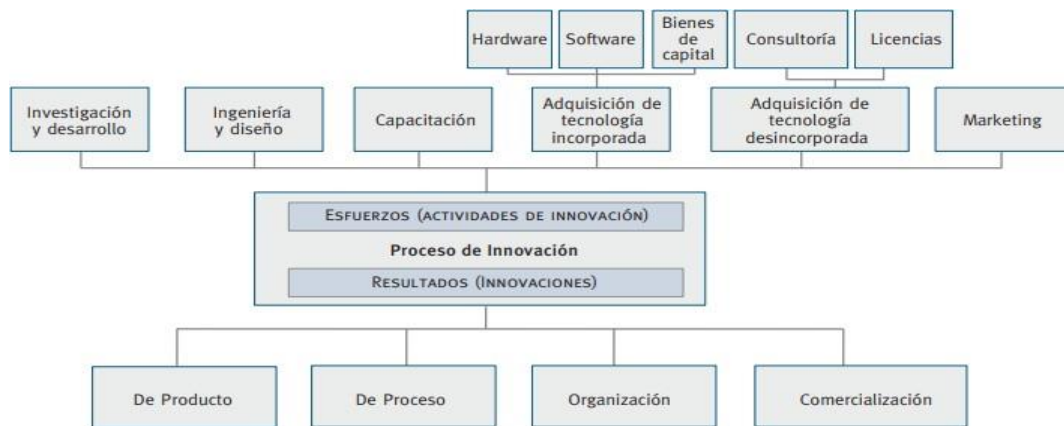 Hardware
Software
Bienes
de
capital
Consultoría
Licencias
Investigación
y desarrollo
Ingeniería
y diseño
Capacitación
Adquisición de
tecnología
incorporada
Adquisición de
tecnología
desincorporada
Marketing
Esfuerzos (actividades de innovación)
Proceso de Innovación
Resultados (Innovaciones)
De Producto
De Proceso
Organización
Comercialización